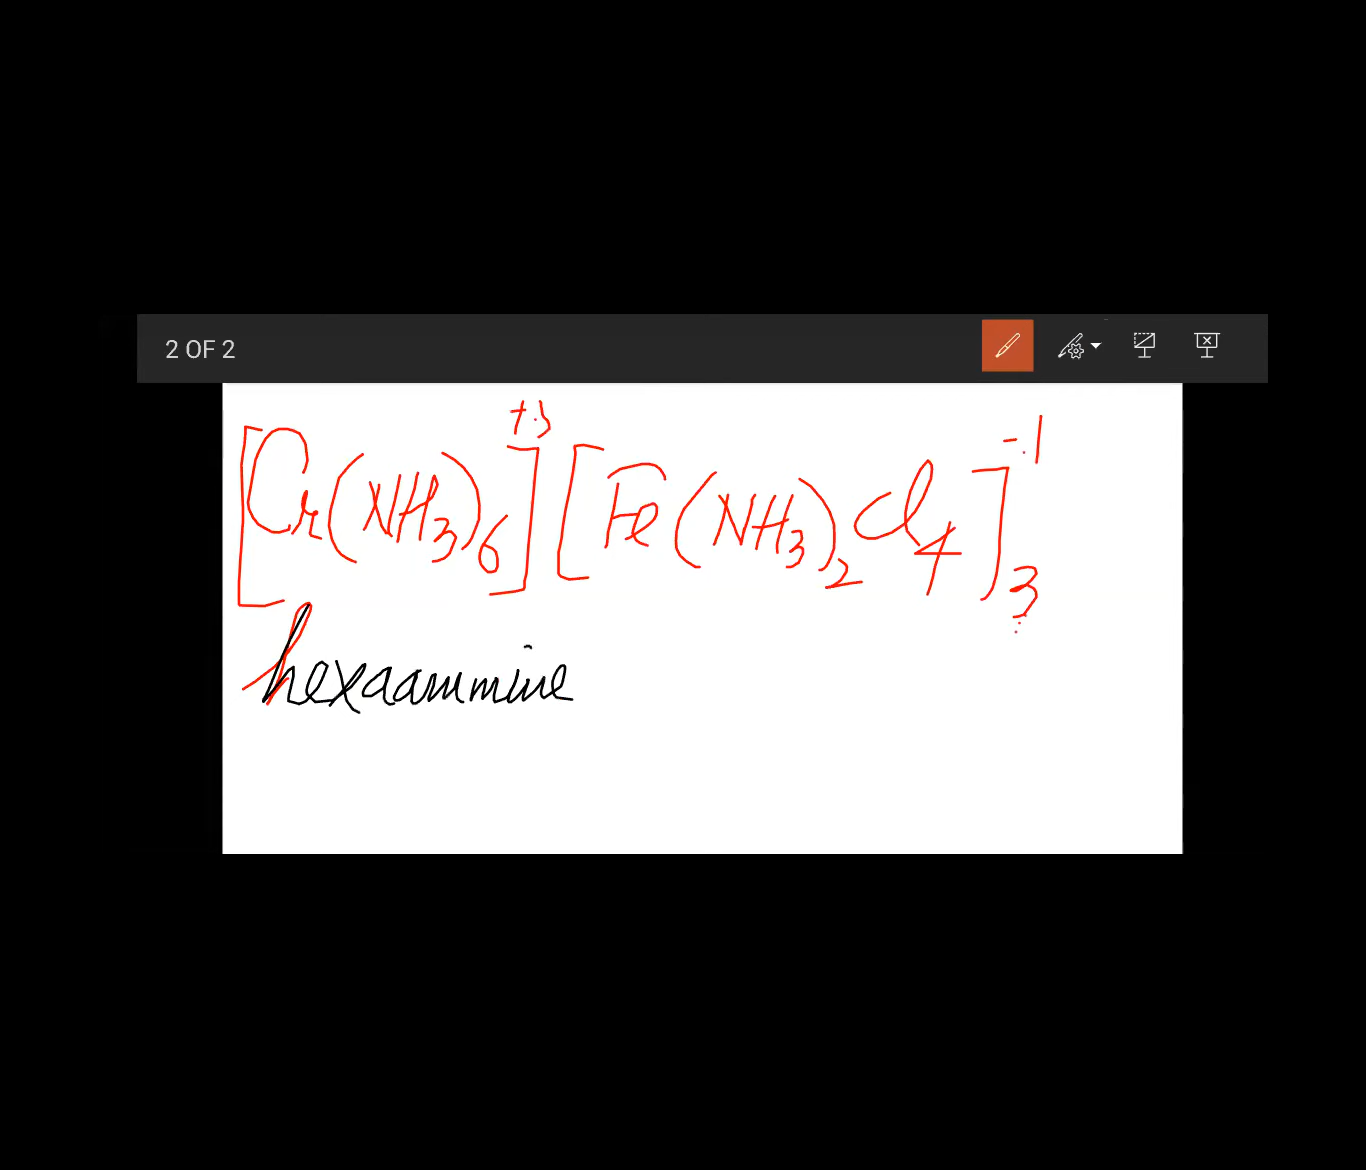 2 OF 2
[Cr(NH₃)₆]⁺³ [Fe(NH₃)₂Cl₄]₃⁻¹
hexaammine